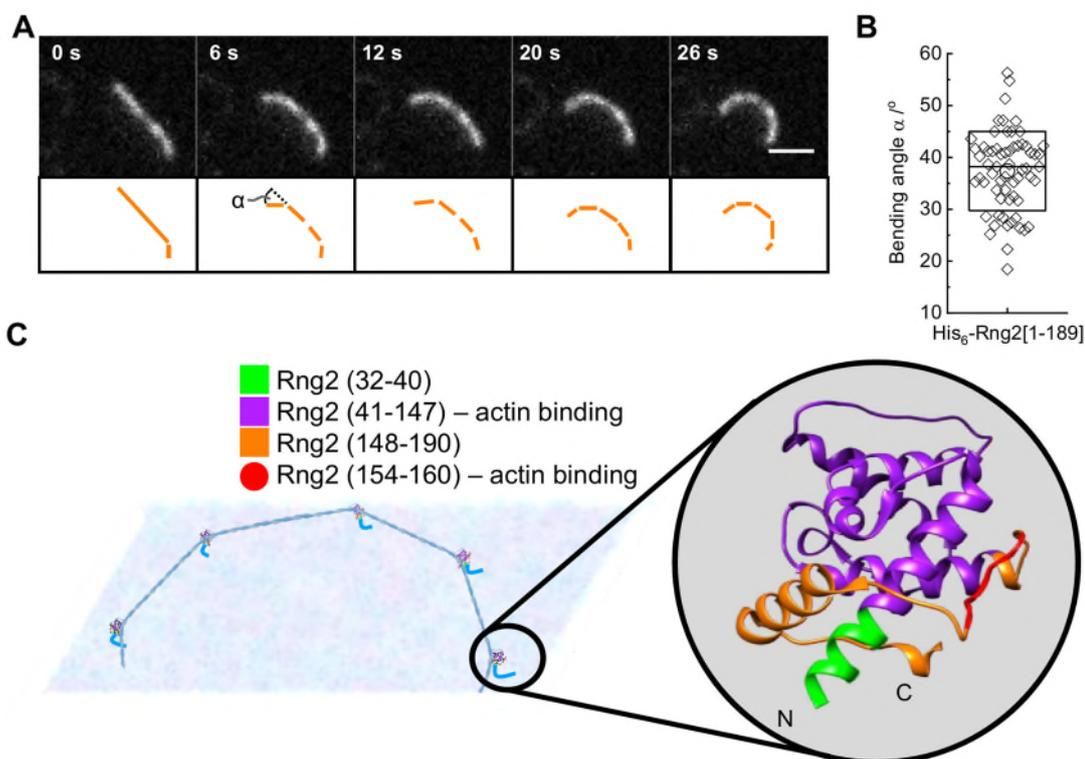 A
0 s
6 s
12 s
20 s
26 s
α
B
60
50
40
30
20
10
Bending angle α /°
His₆-Rng2[1-189]
C
Rng2 (32-40)
Rng2 (41-147) – actin binding
Rng2 (148-190)
Rng2 (154-160) – actin binding
N
C